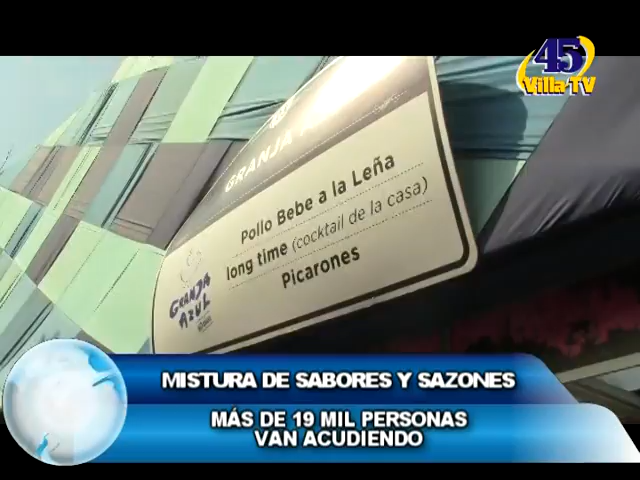 45
Villa TV
GRANJA AZUL
Pollo Bebe a la Leña
long time (cocktail de la casa)
Picarones
GRANJA
AZUL
MISTURA DE SABORES Y SAZONES
MÁS DE 19 MIL PERSONAS
VAN ACUDIENDO